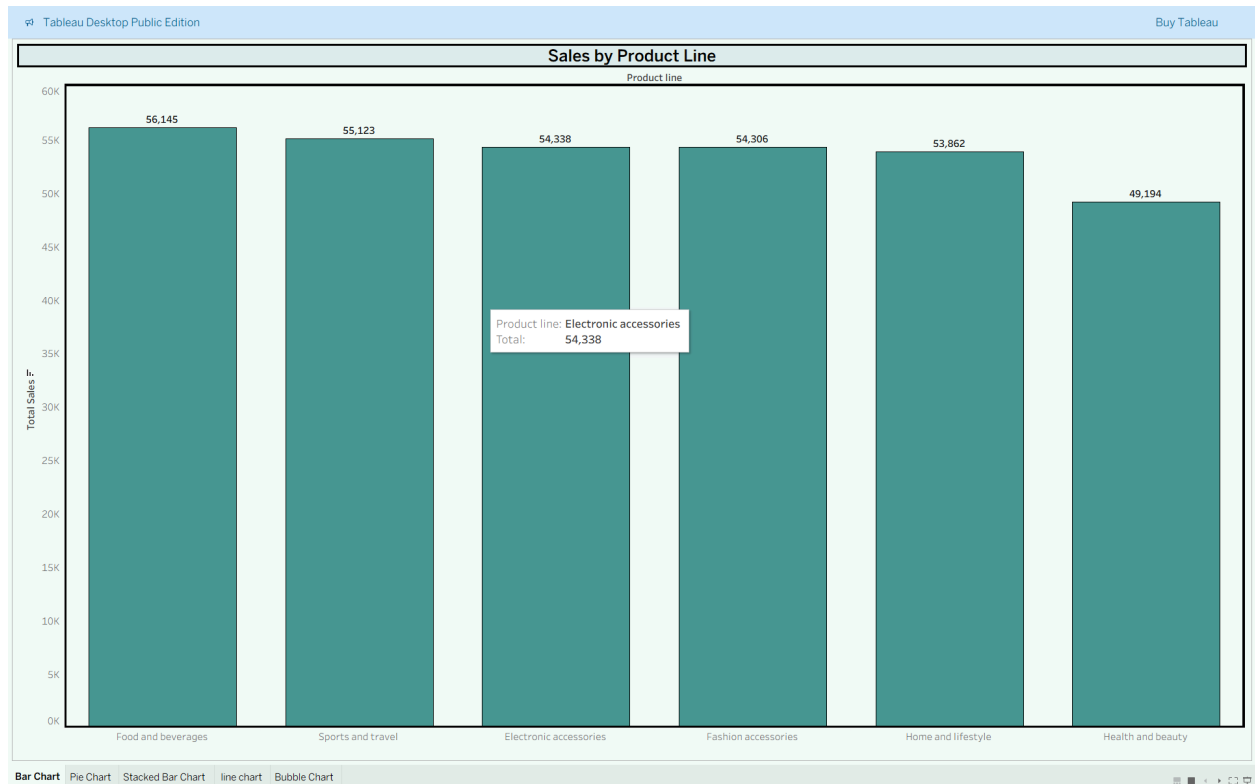 Tableau Desktop Public Edition
Buy Tableau
Sales by Product Line
Product line
60K
55K
50K
45K
40K
35K
30K
25K
20K
15K
10K
5K
0K
Total Sales
56,145
55,123
54,338
54,306
53,862
49,194
Product line: Electronic accessories
Total: 54,338
Food and beverages
Sports and travel
Electronic accessories
Fashion accessories
Home and lifestyle
Health and beauty
Bar Chart
Pie Chart
Stacked Bar Chart
line chart
Bubble Chart